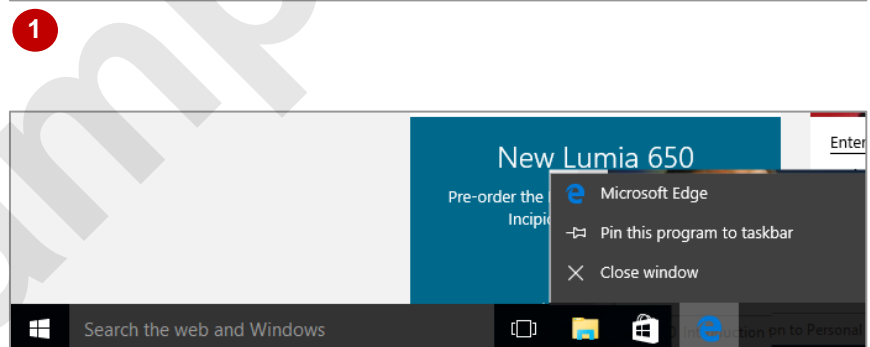 1
New Lumia 650
Enter
Pre-order the
Incipio
Microsoft Edge
Pin this program to taskbar
Close window
Search the web and Windows
Introduction
on to Personal